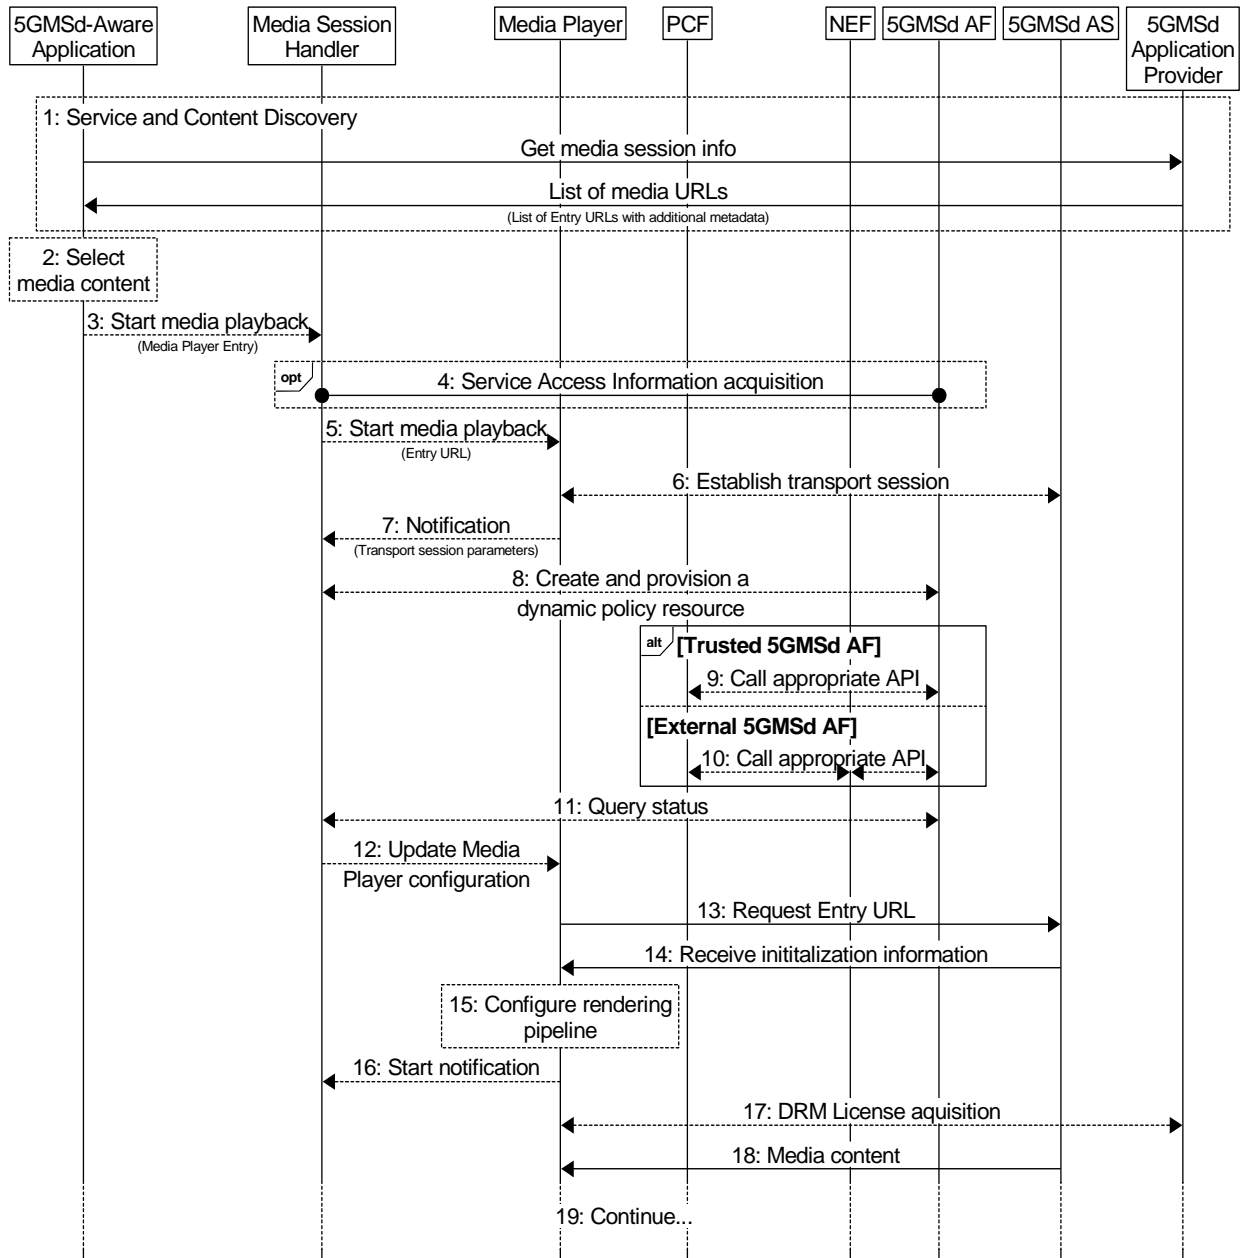 5GMSd-Aware
Application
Media Session
Handler
Media Player
PCF
NEF
5GMSd AF
5GMSd AS
5GMSd
Application
Provider
1: Service and Content Discovery
Get media session info
List of media URLs
(List of Entry URLs with additional metadata)
2: Select
media content
3: Start media playback
(Media Player Entry)
opt
4: Service Access Information acquisition
5: Start media playback
(Entry URL)
6: Establish transport session
7: Notification
(Transport session parameters)
8: Create and provision a
dynamic policy resource
alt
[Trusted 5GMSd AF]
9: Call appropriate API
[External 5GMSd AF]
10: Call appropriate API
11: Query status
12: Update Media
Player configuration
13: Request Entry URL
14: Receive inititalization information
15: Configure rendering
pipeline
16: Start notification
17: DRM License aquisition
18: Media content
19: Continue...